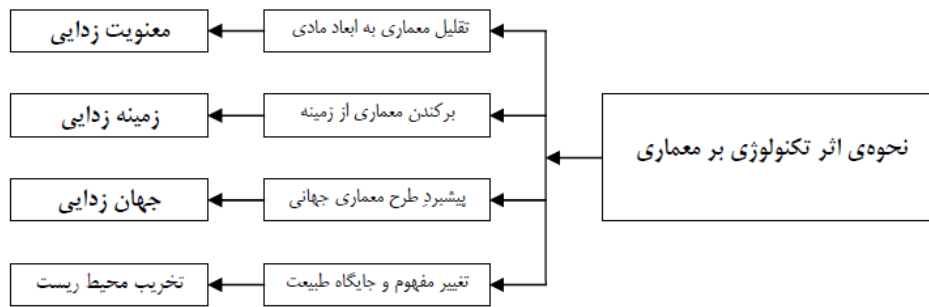 نحوه‌ی اثر تکنولوژی بر معماری
تقلیل معماری به ابعاد مادی
معنویت زدایی
برکندن معماری از زمینه
زمینه زدایی
پیشبردِ طرح معماری جهانی
جهان زدایی
تغییر مفهوم و جایگاه طبیعت
تخریب محیط ریست